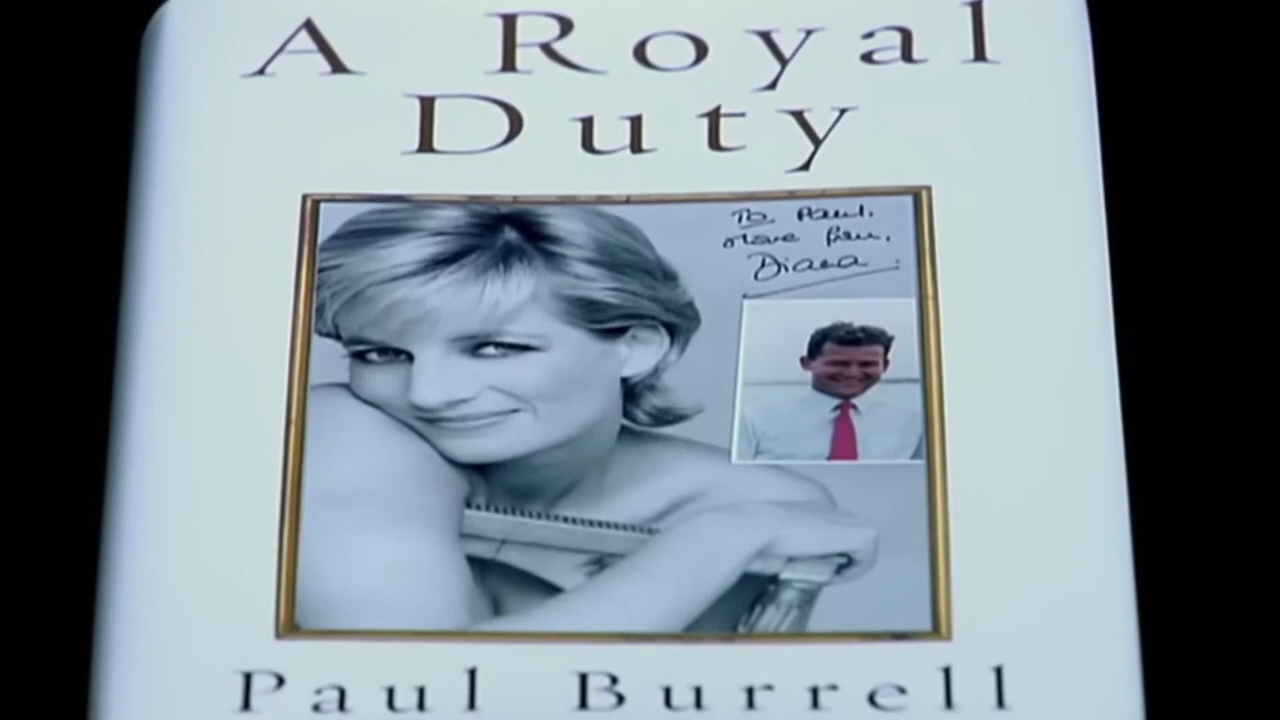 A Royal
Duty
To Paul.
love from,
Diana.
Paul Burrell